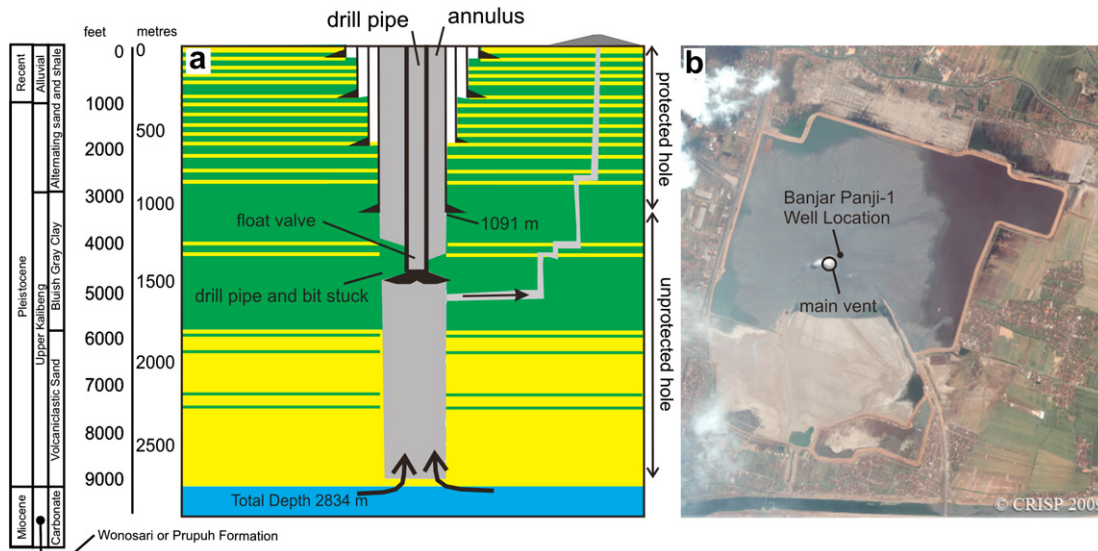 drill pipe
annulus
feet
metres
0
0
1000
500
2000
3000
1000
4000
1500
5000
6000
2000
7000
8000
2500
9000
Recent
Pleistocene
Miocene
Alluvial
Upper Kalibeng
Alternating sand and shale
Bluish Gray Clay
Volcaniclastic Sand
Carbonate
a
float valve
1091 m
drill pipe and bit stuck
Total Depth 2834 m
Wonosari or Prupuh Formation
protected hole
unprotected hole
b
Banjar Panji-1
Well Location
main vent
© CRISP 2009